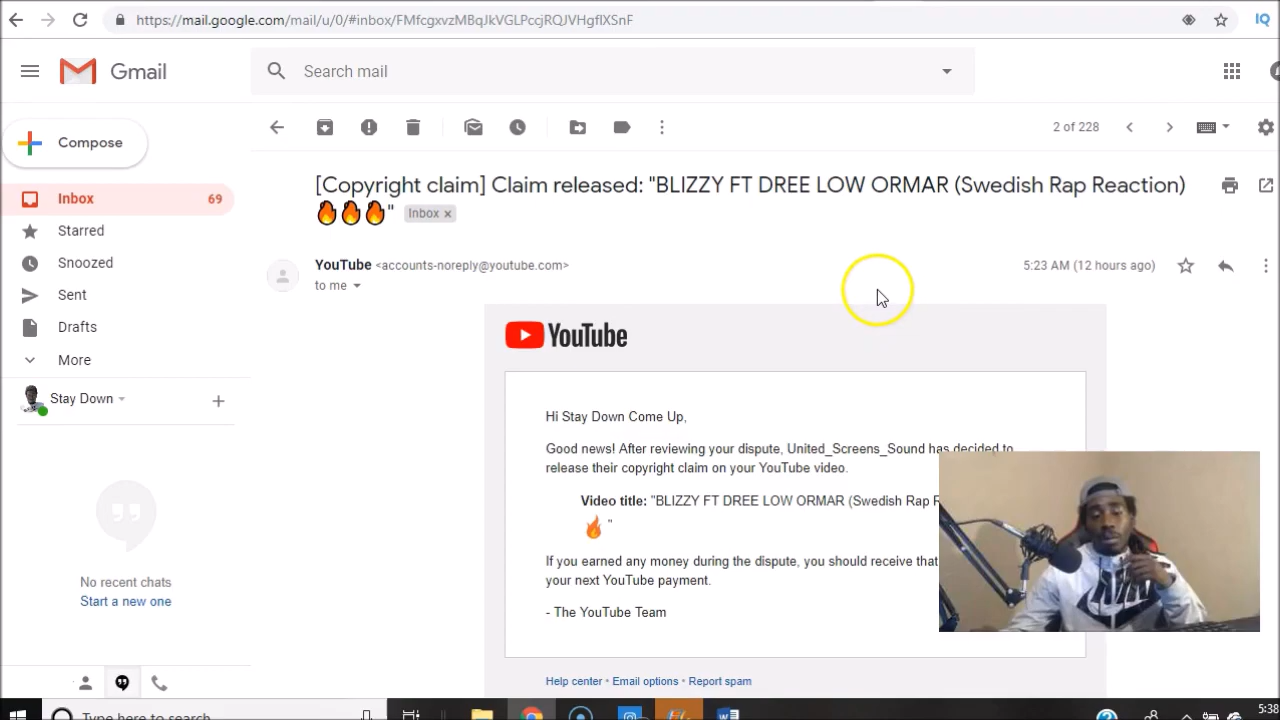 https://mail.google.com/mail/u/0/#inbox/FMfcgxvzMBqJkVGLPccjRQJVHgflXSnF
IQ
Gmail
Search mail
Compose
2 of 228
Inbox 69
Starred
Snoozed
Sent
Drafts
More
Stay Down
No recent chats
Start a new one
[Copyright claim] Claim released: "BLIZZY FT DREE LOW ORMAR (Swedish Rap Reaction)
🔥🔥🔥" Inbox x
YouTube <accounts-noreply@youtube.com>
5:23 AM (12 hours ago)
to me
YouTube
Hi Stay Down Come Up,
Good news! After reviewing your dispute, United_Screens_Sound has decided to
release their copyright claim on your YouTube video.
Video title: "BLIZZY FT DREE LOW ORMAR (Swedish Rap
🔥 "
If you earned any money during the dispute, you should receive that
your next YouTube payment.
- The YouTube Team
Help center • Email options • Report spam
Type here to search
5:38